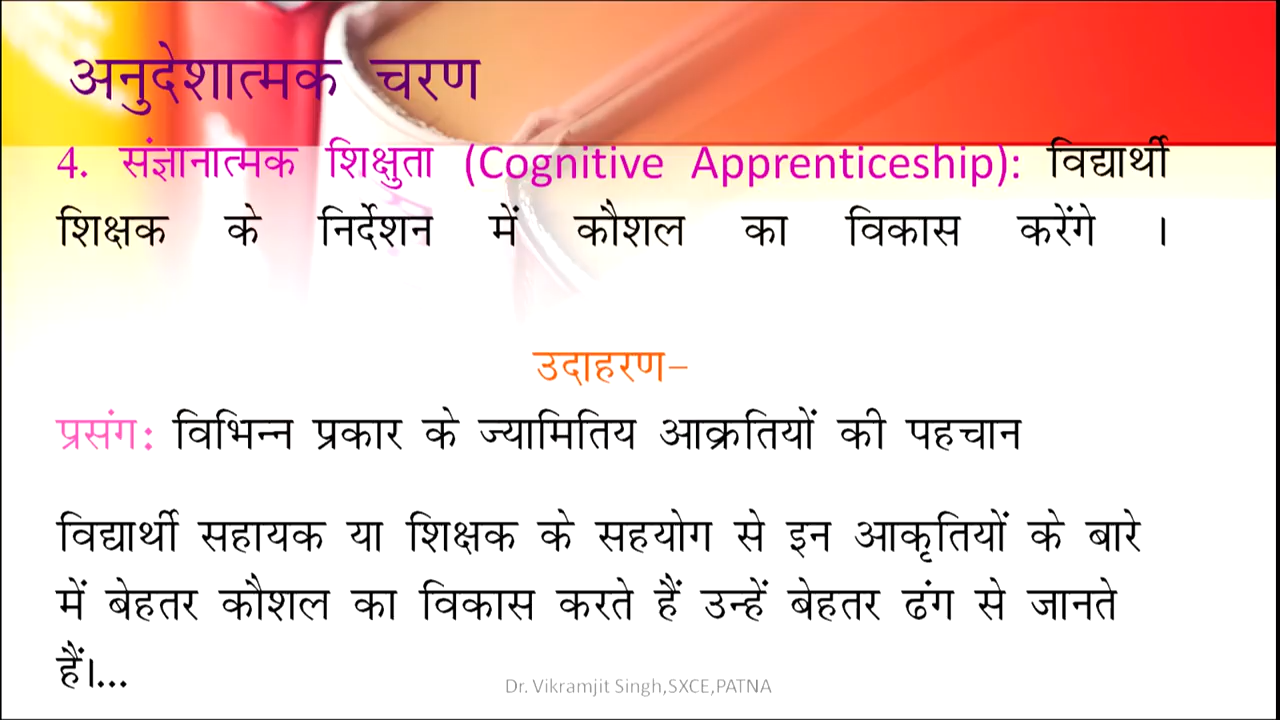 अनुदेशात्मक चरण
4. संज्ञानात्मक शिक्षुता (Cognitive Apprenticeship): विद्यार्थी
शिक्षक के निर्देशन में कौशल का विकास करेंगे ।
उदाहरण–
प्रसंग: विभिन्न प्रकार के ज्यामितिय आक्रतियों की पहचान
विद्यार्थी सहायक या शिक्षक के सहयोग से इन आकृतियों के बारे
में बेहतर कौशल का विकास करते हैं उन्हें बेहतर ढंग से जानते
हैं।...
Dr. Vikramjit Singh,SXCE,PATNA